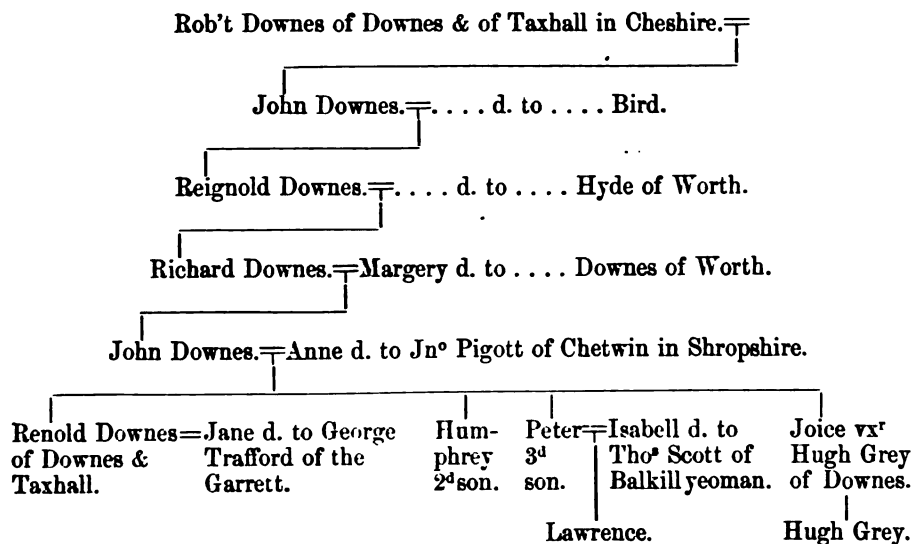 Rob't Downes of Downes & of Taxhall in Cheshire.
John Downes.=. . . . d. to . . . . Bird.
Reignold Downes.=. . . . d. to . . . . Hyde of Worth.
Richard Downes.=Margery d. to . . . . Downes of Worth.
John Downes.=Anne d. to Jnº Pigott of Chetwin in Shropshire.
Renold Downes=Jane d. to George
of Downes & Trafford of the
Taxhall. Garrett.
Hum-
phrey
2ᵈ son.
Peter=Isabell d. to
3ᵈ Thoˢ Scott of
son. Balkill yeoman.
Joice vxʳ
Hugh Grey
of Downes.
Lawrence.
Hugh Grey.